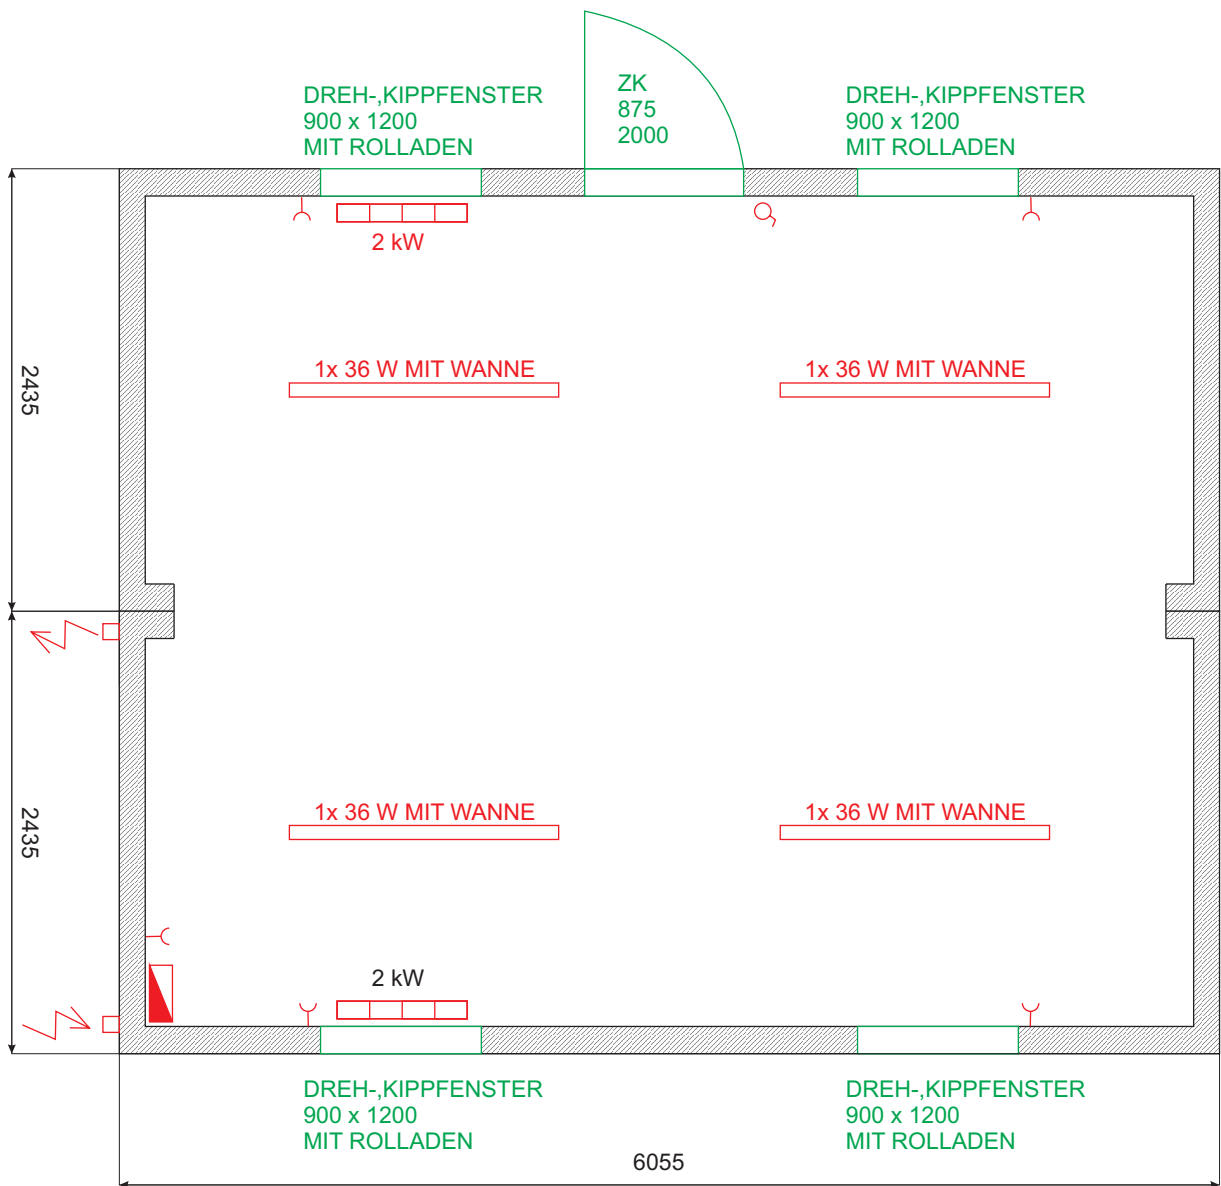 DREH-,KIPPFENSTER
900 x 1200
MIT ROLLADEN
ZK
875
2000
DREH-,KIPPFENSTER
900 x 1200
MIT ROLLADEN
2 kW
1x 36 W MIT WANNE
1x 36 W MIT WANNE
2435
2435
1x 36 W MIT WANNE
1x 36 W MIT WANNE
2 kW
DREH-,KIPPFENSTER
900 x 1200
MIT ROLLADEN
DREH-,KIPPFENSTER
900 x 1200
MIT ROLLADEN
6055